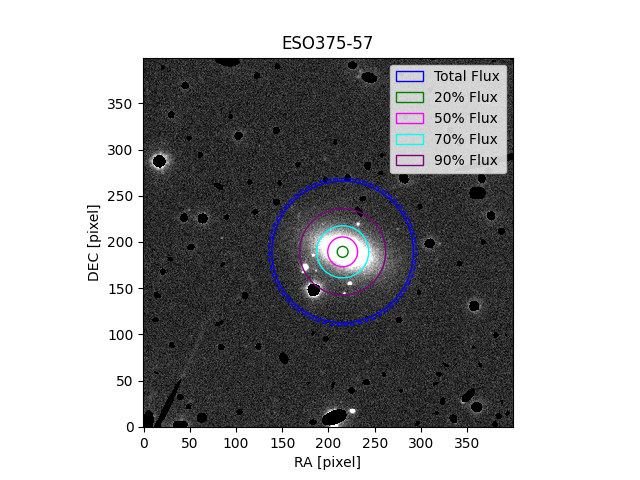 ESO375-57
Total Flux
20% Flux
50% Flux
70% Flux
90% Flux
350
300
250
200
150
100
50
0
DEC [pixel]
0 50 100 150 200 250 300 350
RA [pixel]